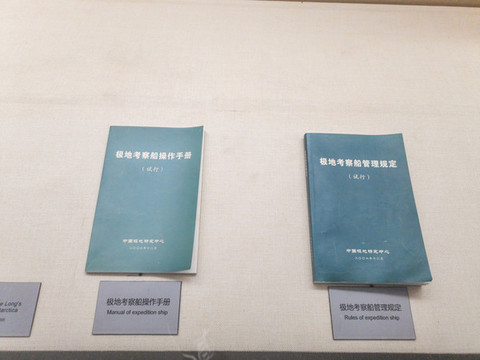 极地考察船操作手册
（试行）
中国极地研究中心
极地考察船管理规定
（试行）
中国极地研究中心
Long's
极地考察船操作手册
Manual of expedition ship
极地考察船管理规定
Rules of expedition ship